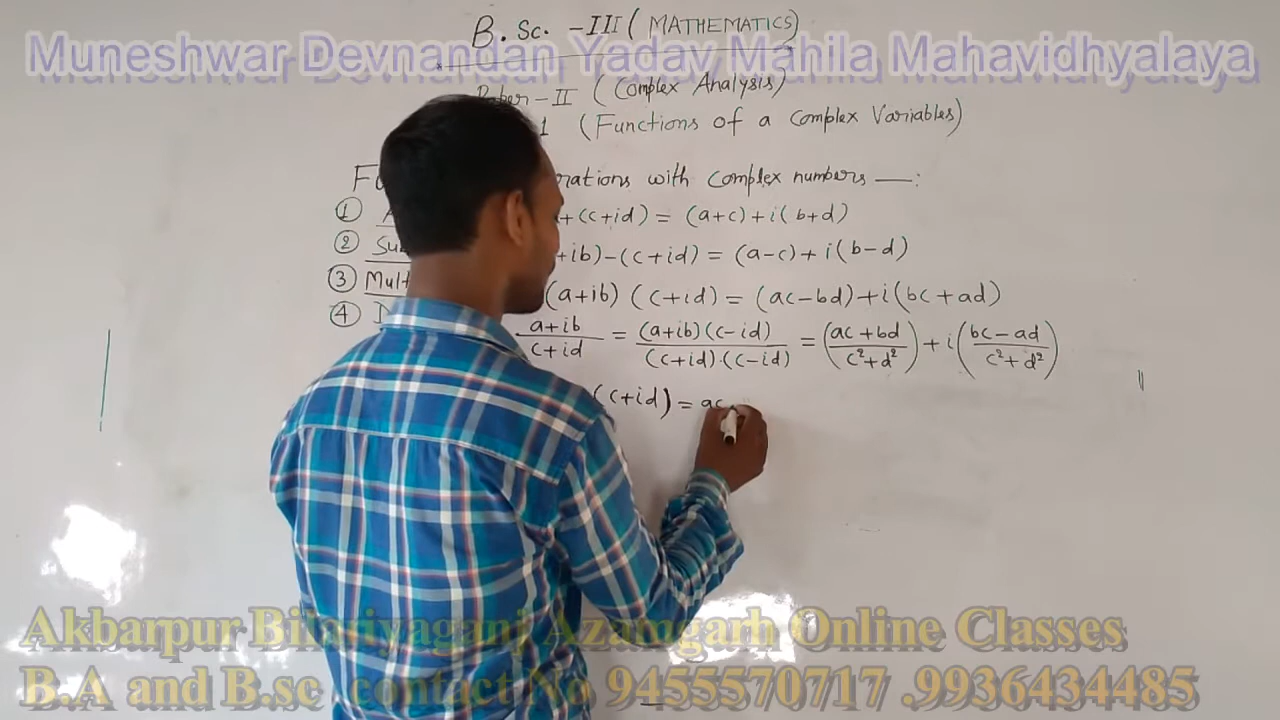 B. Sc. -III ( MATHEMATICS)
Muneshwar Devnandan Yadav Mahila Mahavidhyalaya
Paper - II ( Complex Analysis)
1 (Functions of a Complex Variables)
with Complex numbers —:
① + (c+id) = (a+c) + i( b+d)
② +ib) -(c+id) = (a-c) + i(b-d)
③ (a+ib) (c+id) = (ac-bd)+i(bc+ad)
④ a+ib / c+id = (a+ib)(c-id) / (c+id).(c-id) = (ac+bd / c²+d²) + i(bc-ad / c²+d²)
(c+id) = ac
Akbarpur Bilariyaganj Azamgarh Online Classes
B.A and B.sc contact No 9455570717 .9936434485